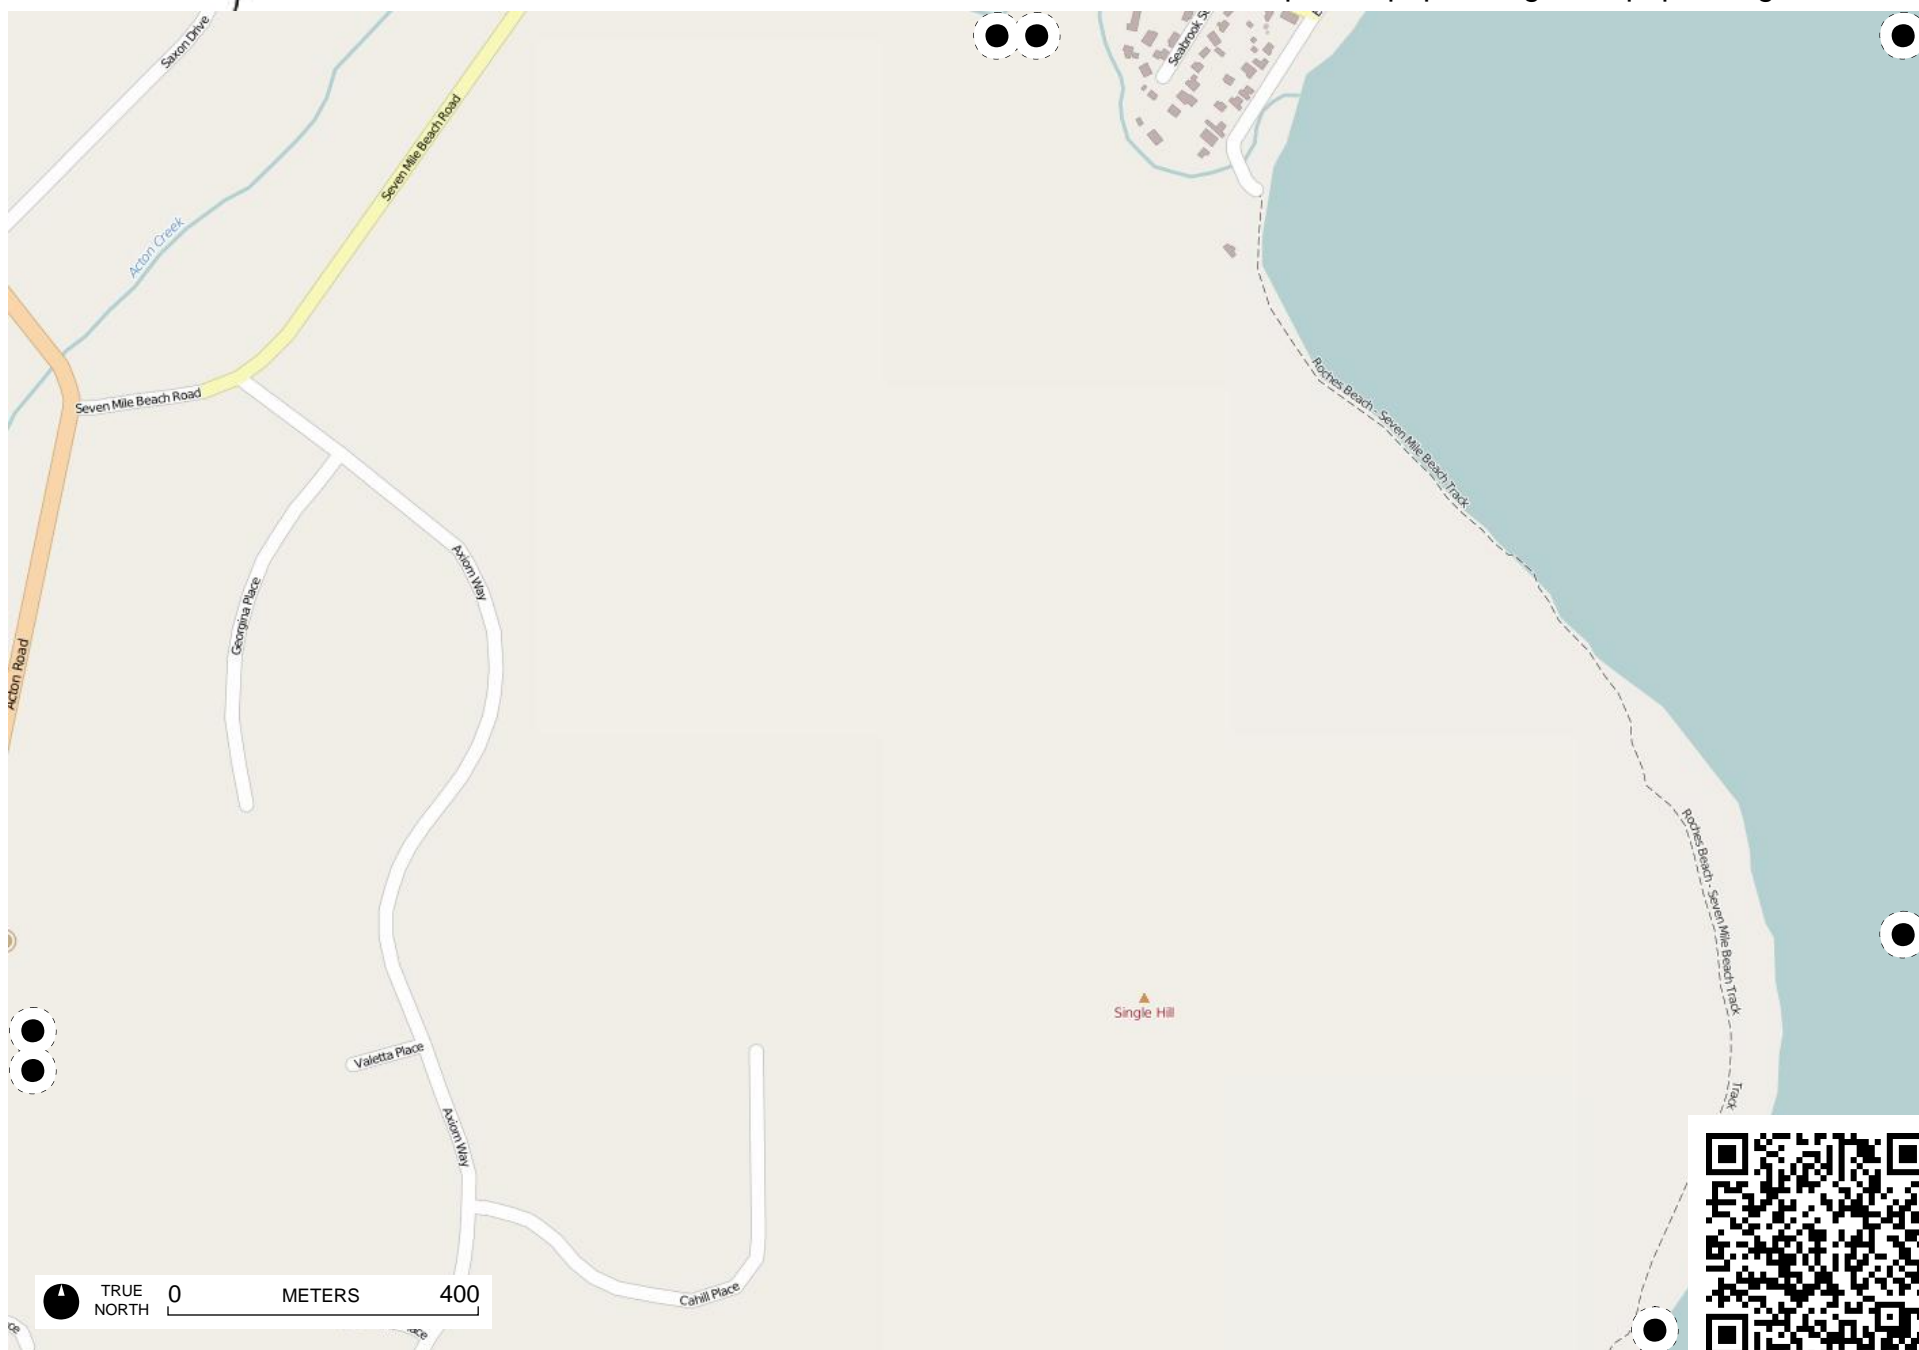 Saxon Drive
Seabrook
Seven Mile Beach Road
Acton Creek
Roches Beach - Seven Mile Beach Track
Seven Mile Beach Road
Axiom Way
Georgina Place
Acton Road
Roches Beach - Seven Mile Beach Track
Single Hill
Valetta Place
Track
Axiom Way
Cahill Place
TRUE
NORTH
0 METERS 400